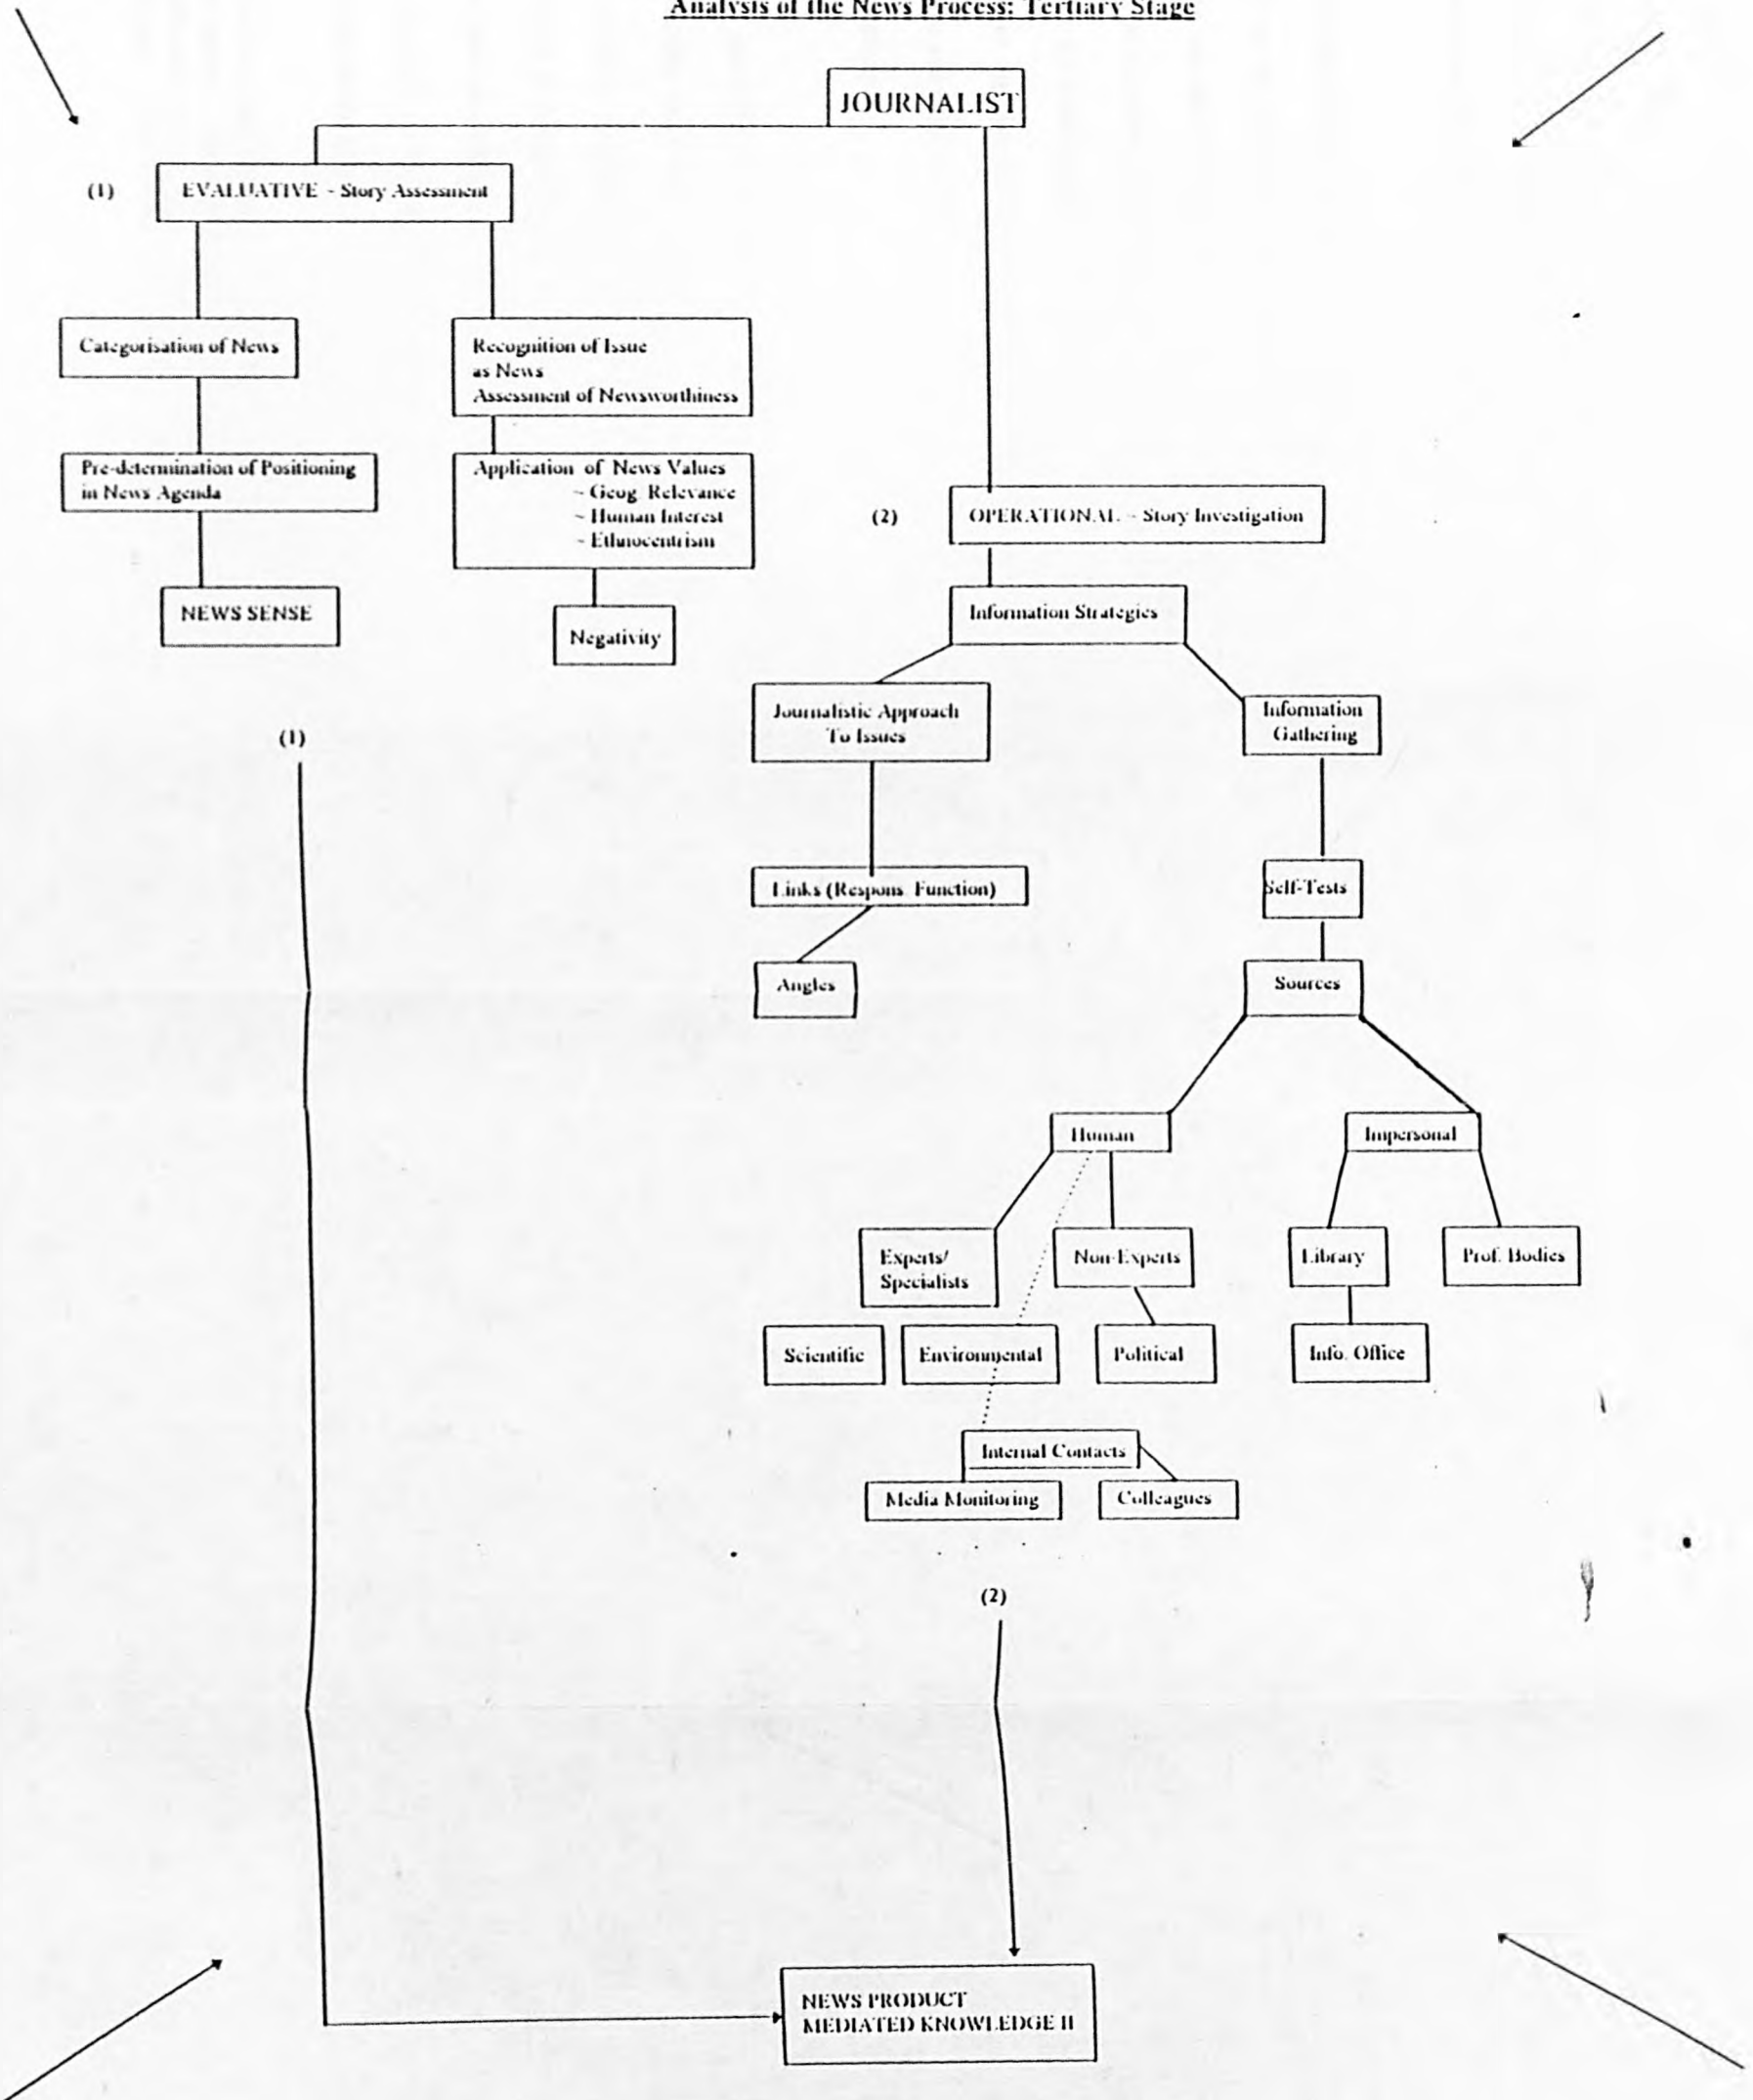 Analysis of the News Process: Tertiary Stage
JOURNALIST
(1)
EVALUATIVE - Story Assessment
Categorisation of News
Recognition of Issue
as News
Assessment of Newsworthiness
Pre-determination of Positioning
in News Agenda
Application of News Values
~ Geog. Relevance
~ Human Interest
~ Ethnocentrism
NEWS SENSE
Negativity
(2)
OPERATIONAL - Story Investigation
Information Strategies
Journalistic Approach
To Issues
Information
Gathering
(1)
Links (Respons. Function)
Self-Tests
Angles
Sources
Human
Impersonal
Experts/
Specialists
Non-Experts
Library
Prof. Bodies
Scientific
Environmental
Political
Info. Office
Internal Contacts
Media Monitoring
Colleagues
(2)
NEWS PRODUCT
MEDIATED KNOWLEDGE II